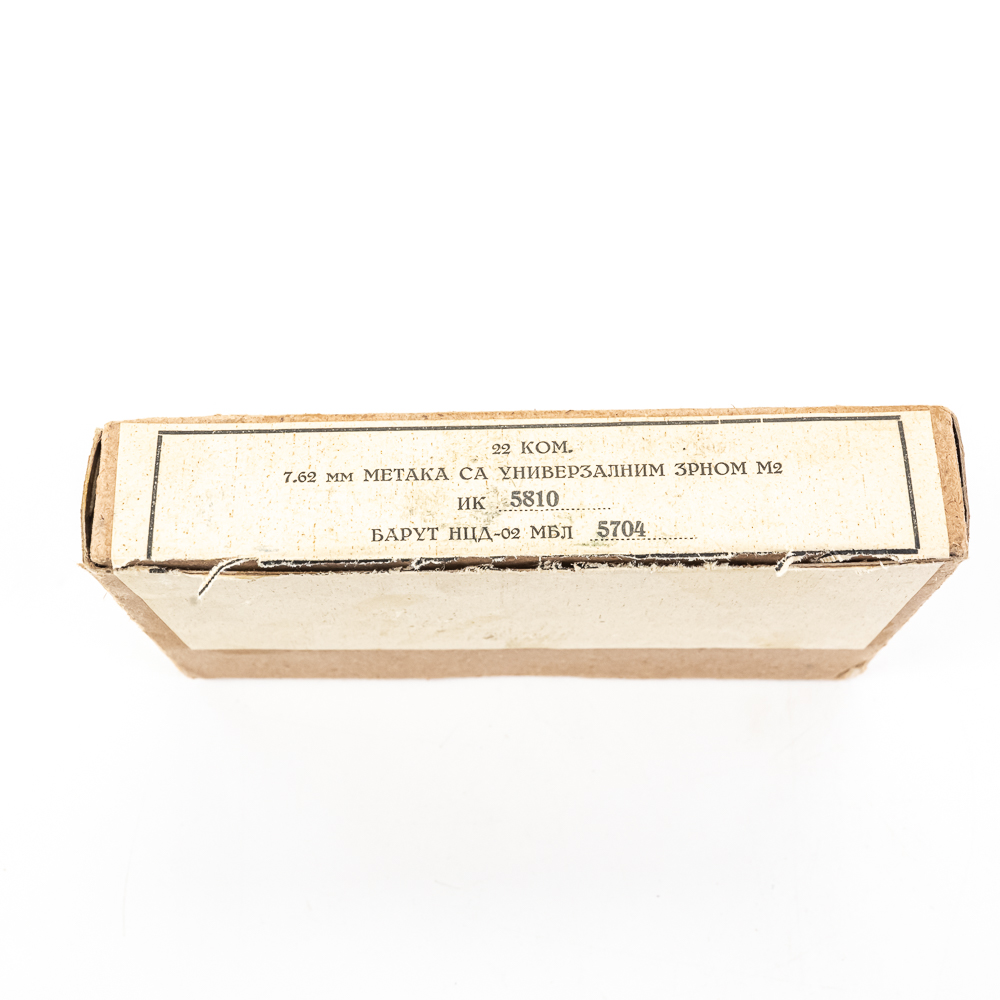 22 КОМ.
7.62 мм МЕТАКА СА УНИВЕРЗАЛНИМ ЗРНОМ М2
ИК 5810
БАРУТ НЦД-02 МБЛ 5704